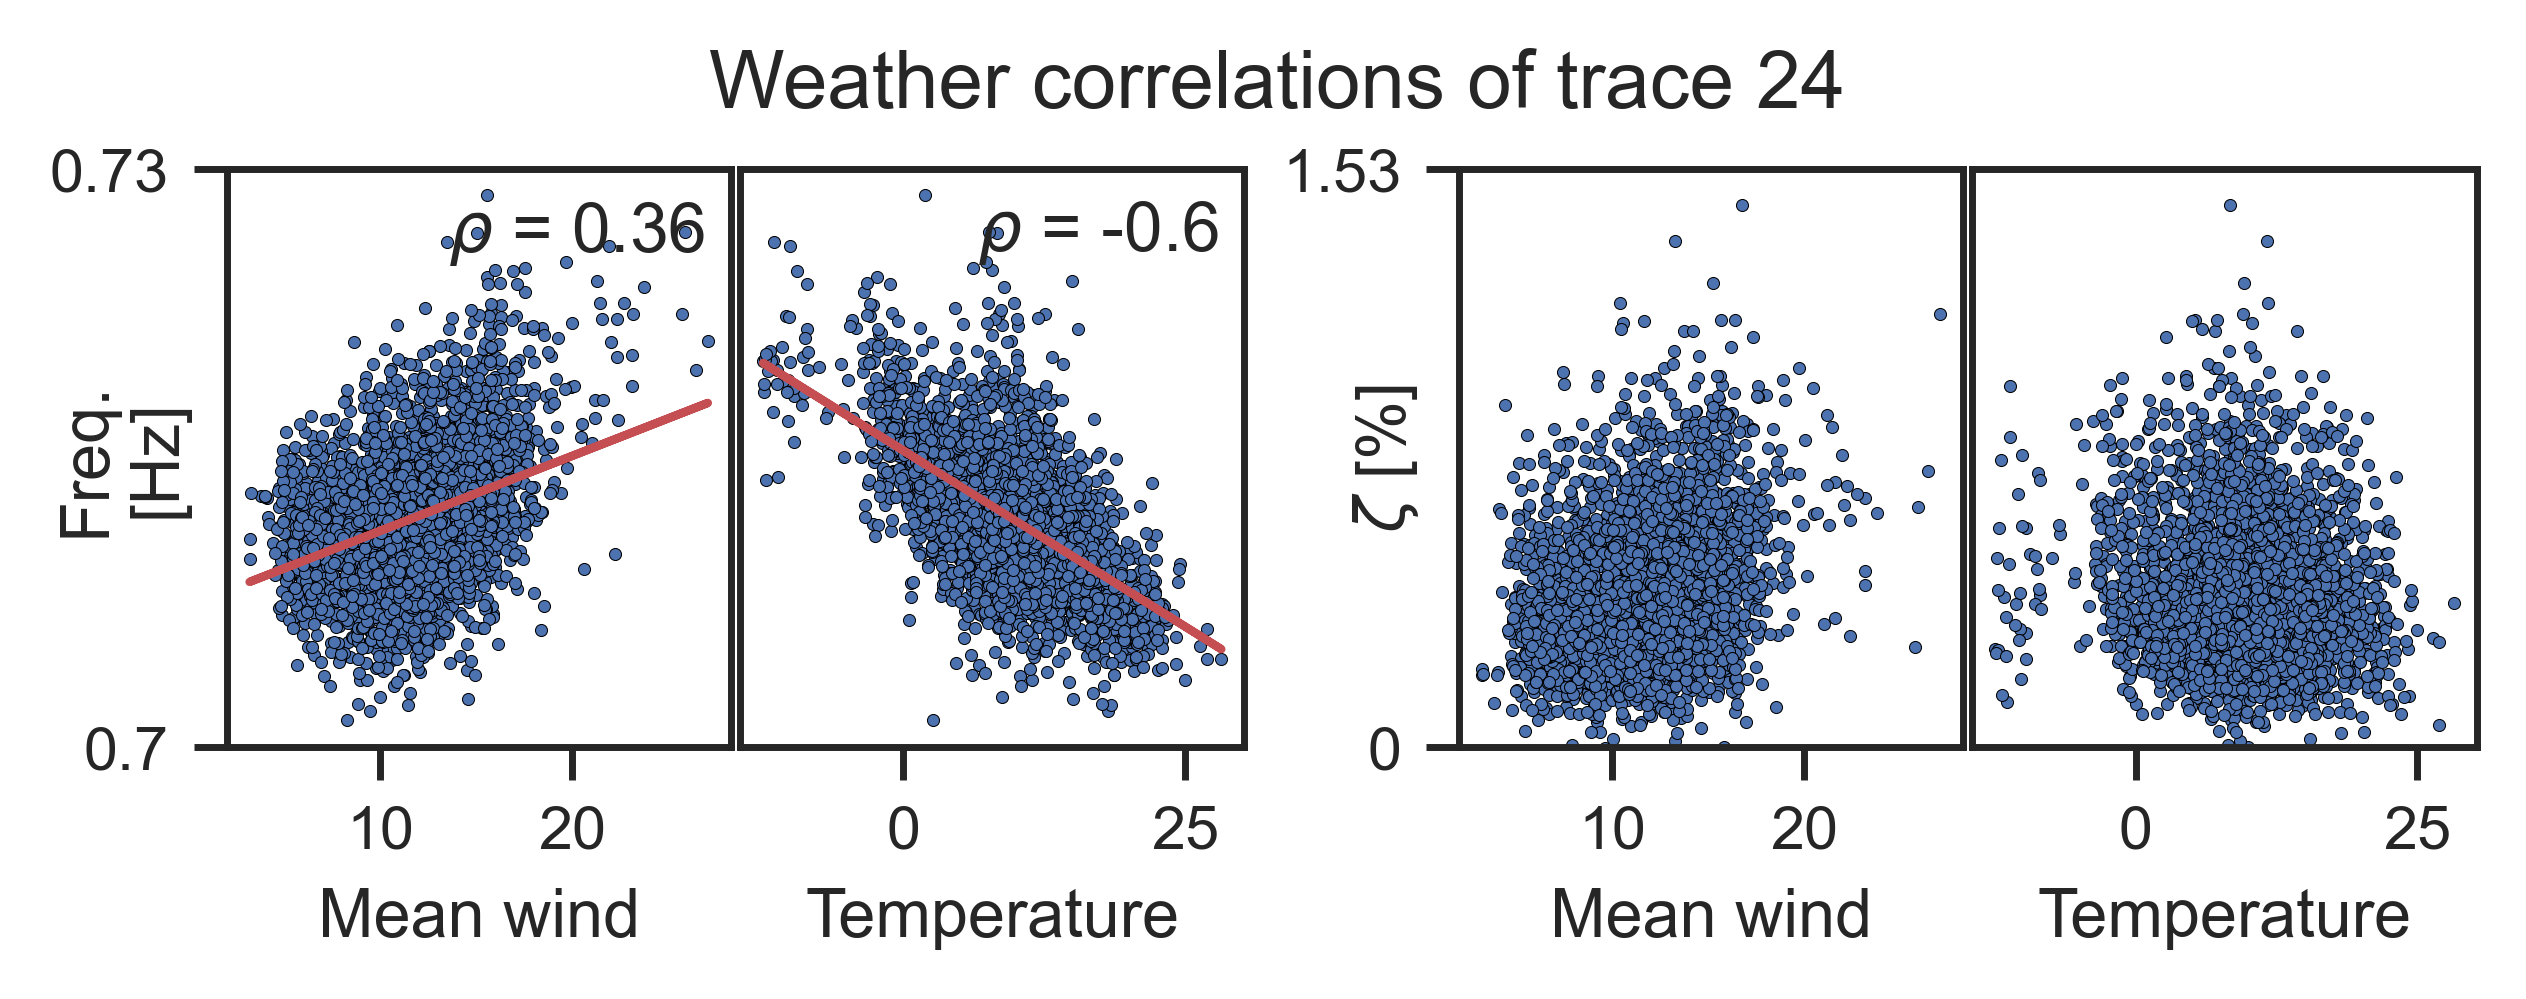 Weather correlations of trace 24
0.73
0.7
Freq.
[Hz]
ρ = 0.36
10
20
Mean wind
ρ = -0.6
0
25
Temperature
1.53
0
ζ [%]
10
20
Mean wind
0
25
Temperature